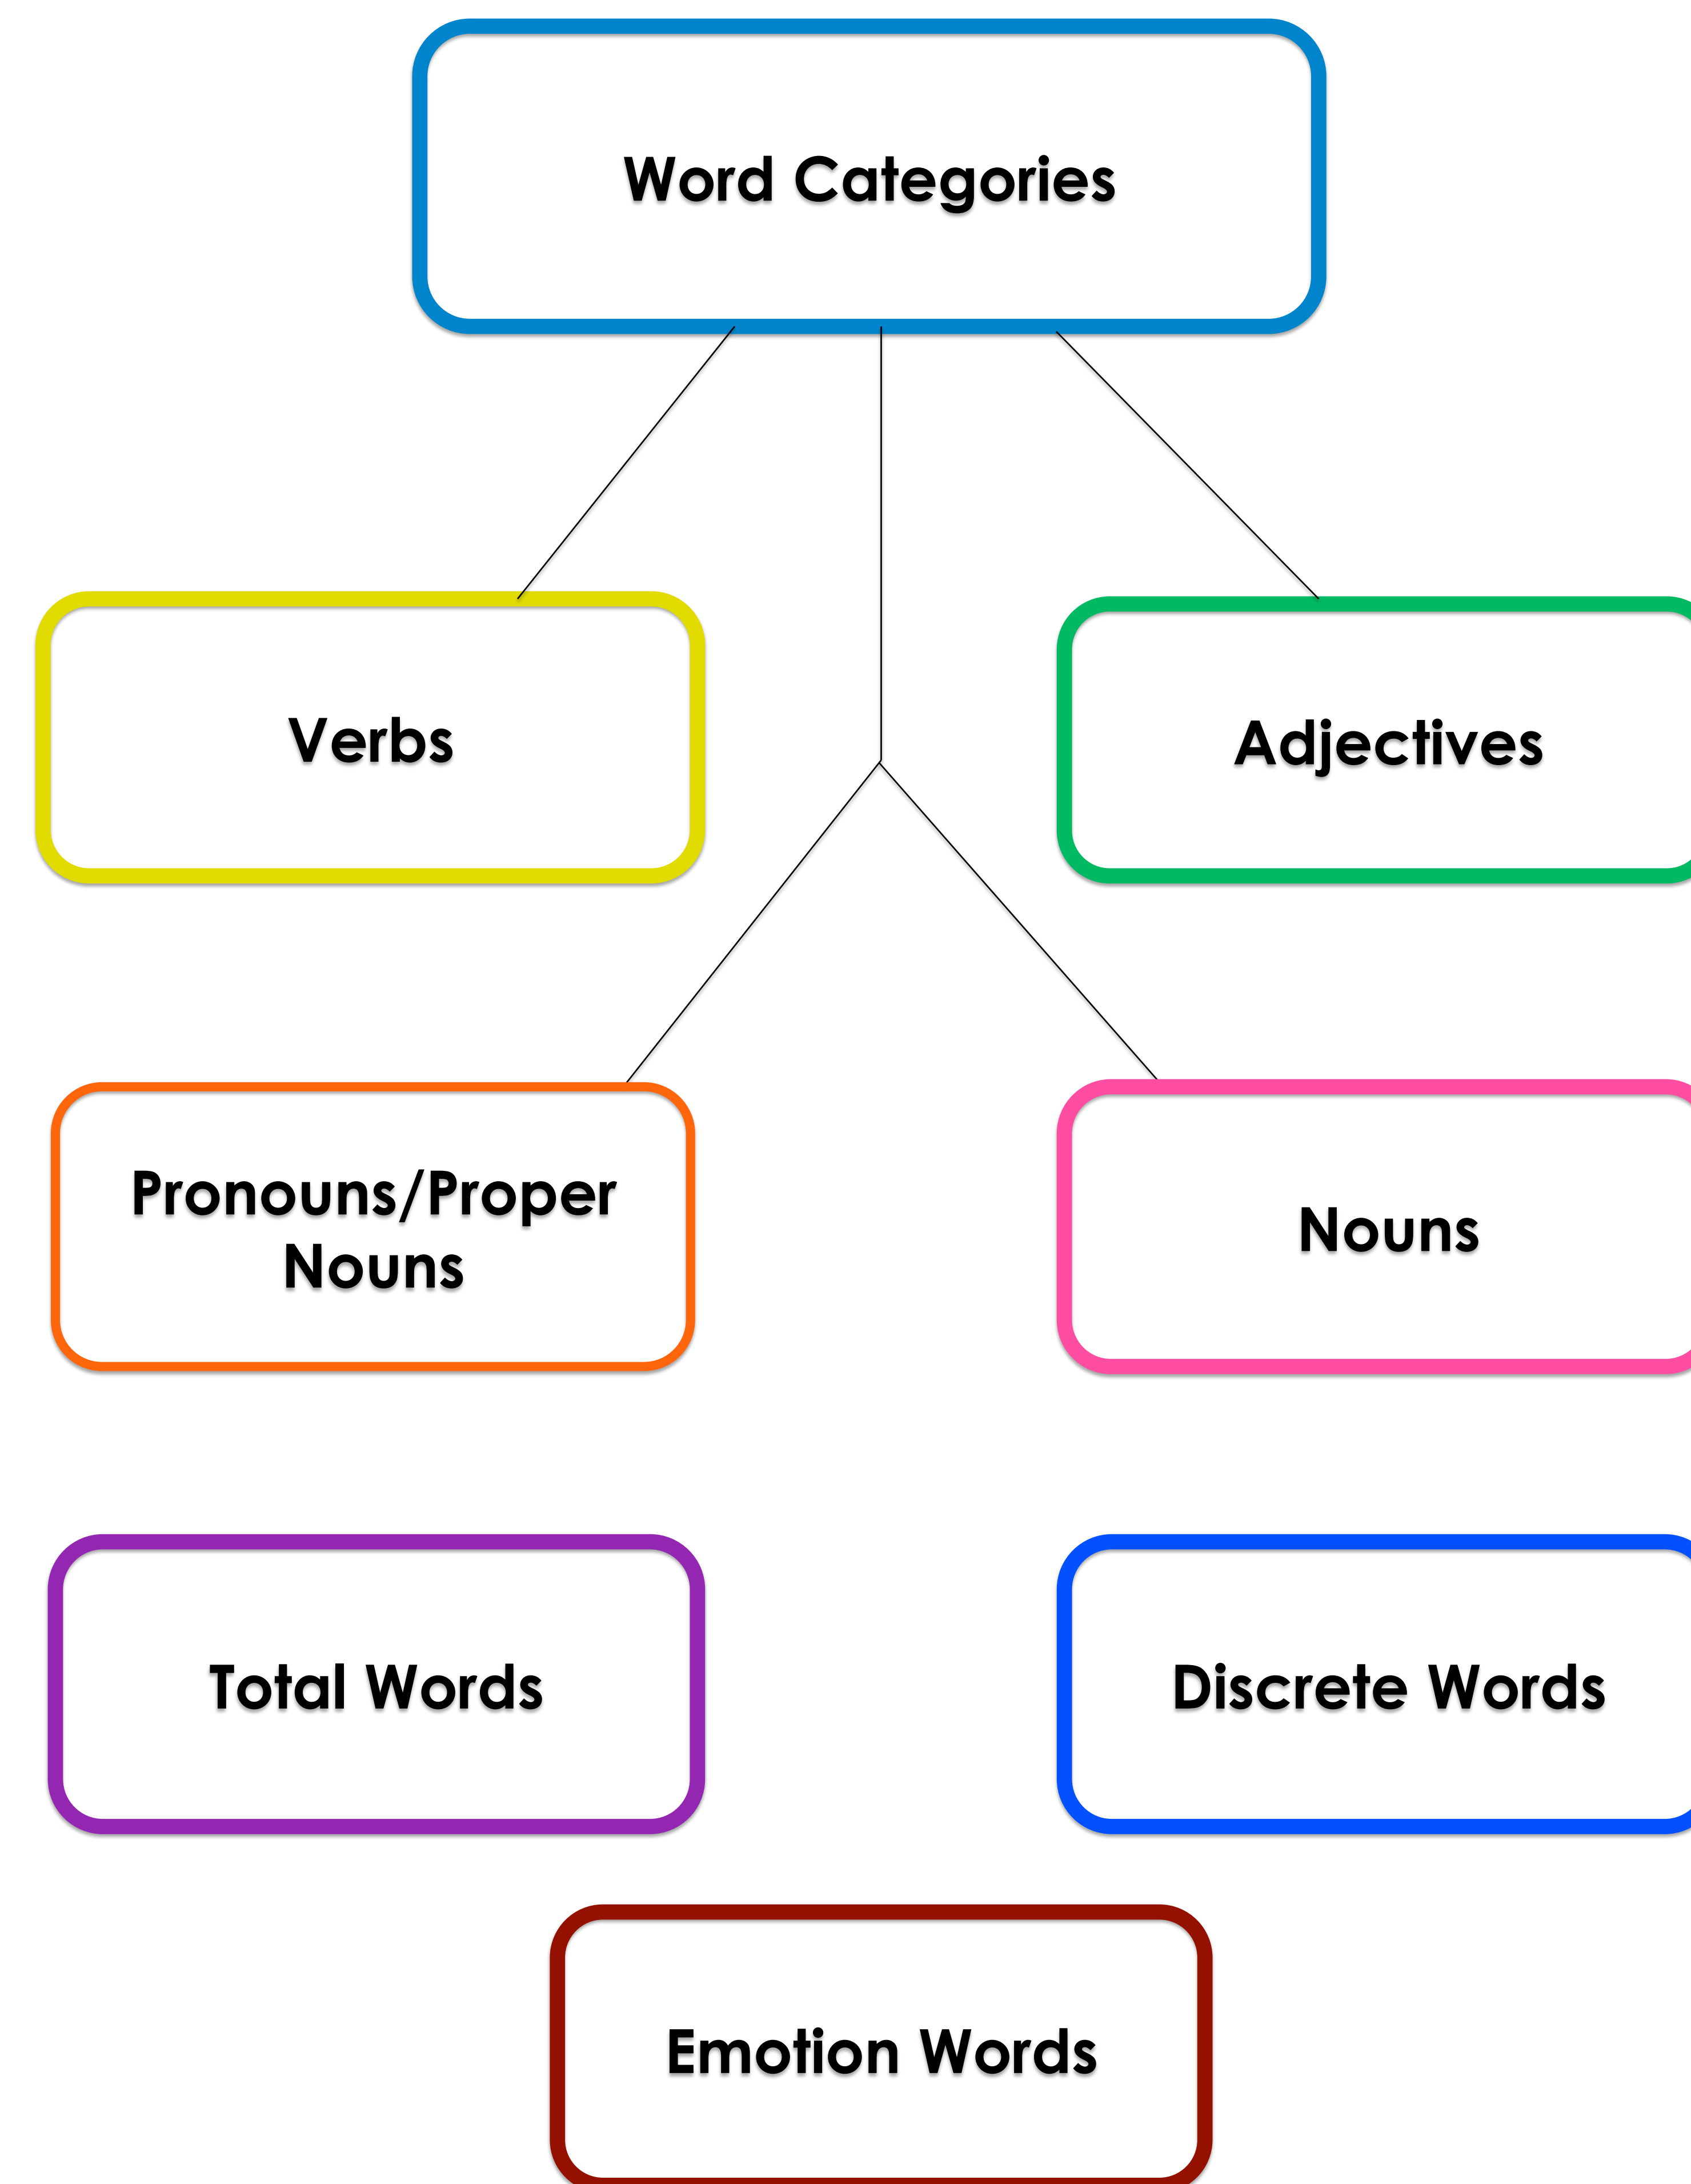 Word Categories
Verbs
Adjectives
Pronouns/Proper
Nouns
Nouns
Total Words
Discrete Words
Emotion Words